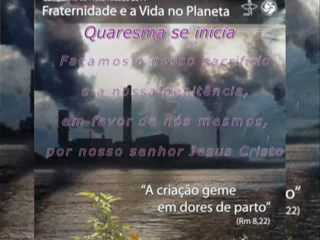 Fraternidade e a Vida no Planeta
Quaresma se inicia
Façamos o nosso sacrifício
e a nossa penitência,
em favor de nós mesmos,
por nosso senhor Jesus Cristo
"A criação geme
em dores de parto"
(Rm 8,22)
o"
22)